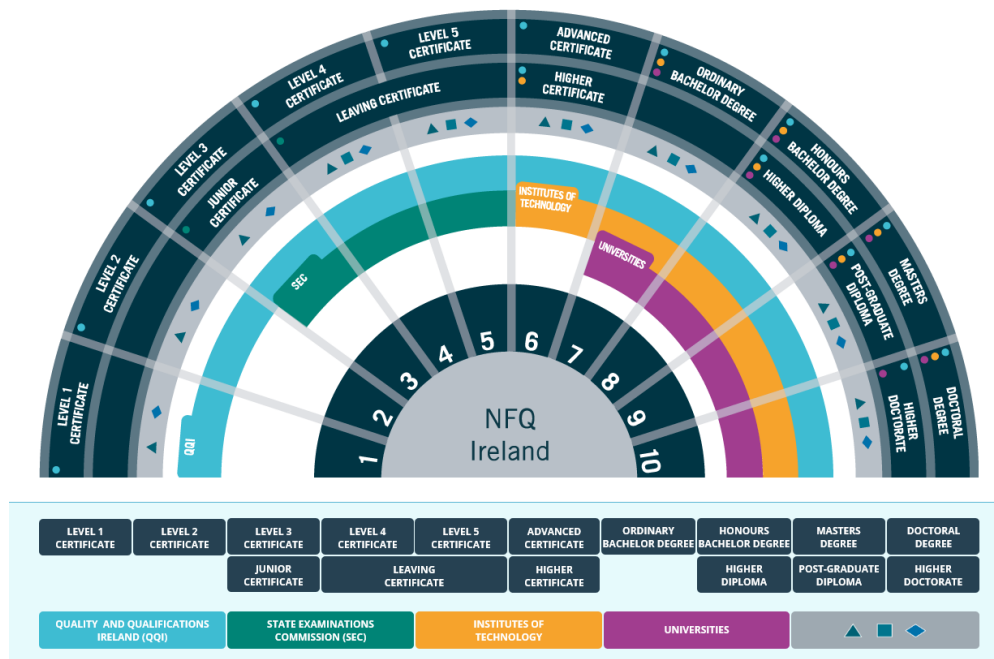 LEVEL 1
CERTIFICATE
LEVEL 2
CERTIFICATE
LEVEL 3
CERTIFICATE
LEVEL 4
CERTIFICATE
LEVEL 5
CERTIFICATE
ADVANCED
CERTIFICATE
ORDINARY
BACHELOR DEGREE
HONOURS
BACHELOR DEGREE
MASTERS
DEGREE
DOCTORAL
DEGREE
JUNIOR
CERTIFICATE
LEAVING CERTIFICATE
HIGHER
CERTIFICATE
HIGHER DIPLOMA
POST-GRADUATE
DIPLOMA
HIGHER
DOCTORATE
QQI
SEC
INSTITUTES OF
TECHNOLOGY
UNIVERSITIES
1
2
3
4
5
6
7
8
9
10
NFQ
Ireland
LEVEL 1
CERTIFICATE
LEVEL 2
CERTIFICATE
LEVEL 3
CERTIFICATE
LEVEL 4
CERTIFICATE
LEVEL 5
CERTIFICATE
ADVANCED
CERTIFICATE
ORDINARY
BACHELOR DEGREE
HONOURS
BACHELOR DEGREE
MASTERS
DEGREE
DOCTORAL
DEGREE
JUNIOR
CERTIFICATE
LEAVING
CERTIFICATE
HIGHER
CERTIFICATE
HIGHER
DIPLOMA
POST-GRADUATE
DIPLOMA
HIGHER
DOCTORATE
QUALITY AND QUALIFICATIONS
IRELAND (QQI)
STATE EXAMINATIONS
COMMISSION (SEC)
INSTITUTES OF
TECHNOLOGY
UNIVERSITIES